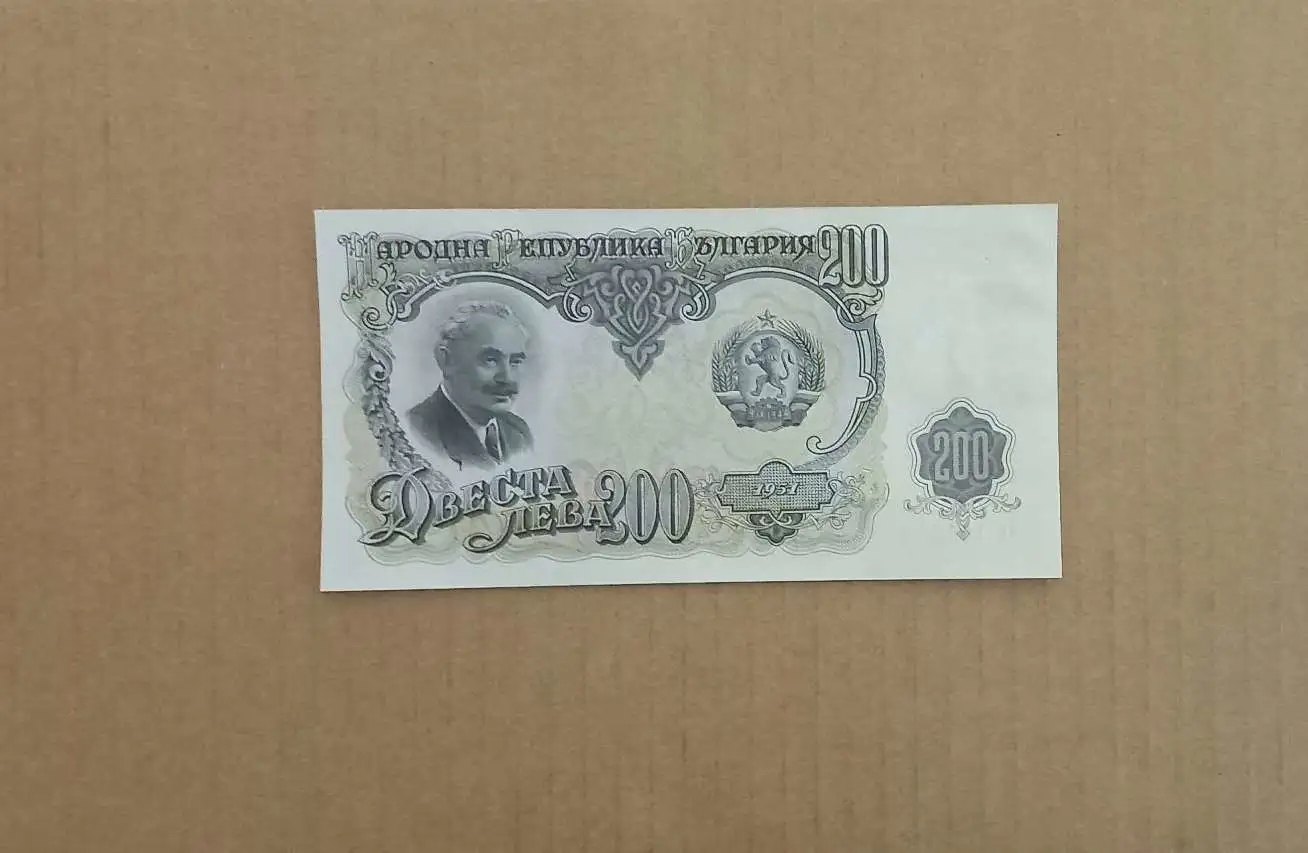 Народна Република България 200
200
Двеста
лева 200
1951